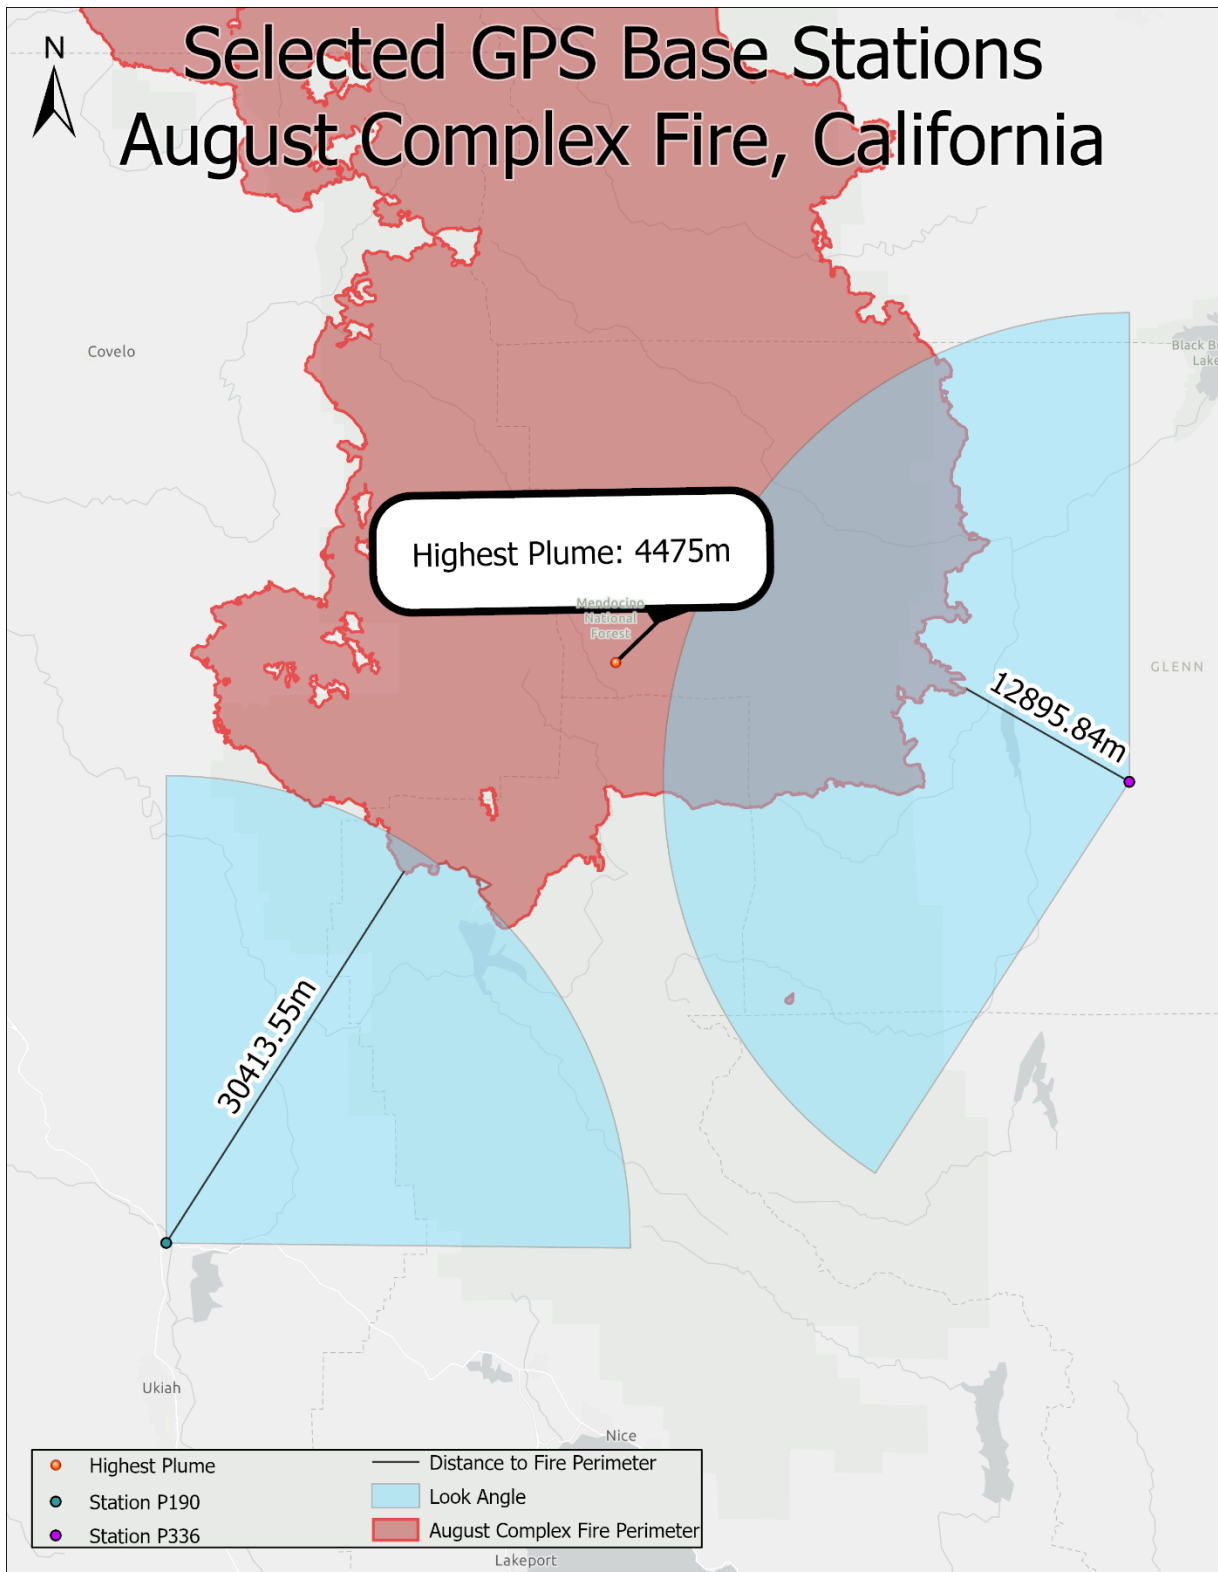 N
Selected GPS Base Stations
August Complex Fire, California
Covelo
Lake
Highest Plume: 4475m
Mendocino
National
Forest
GLENN
12895.84m
30413.55m
Ukiah
Nice
Highest Plume
Station P190
Station P336
Distance to Fire Perimeter
Look Angle
August Complex Fire Perimeter
Lakeport